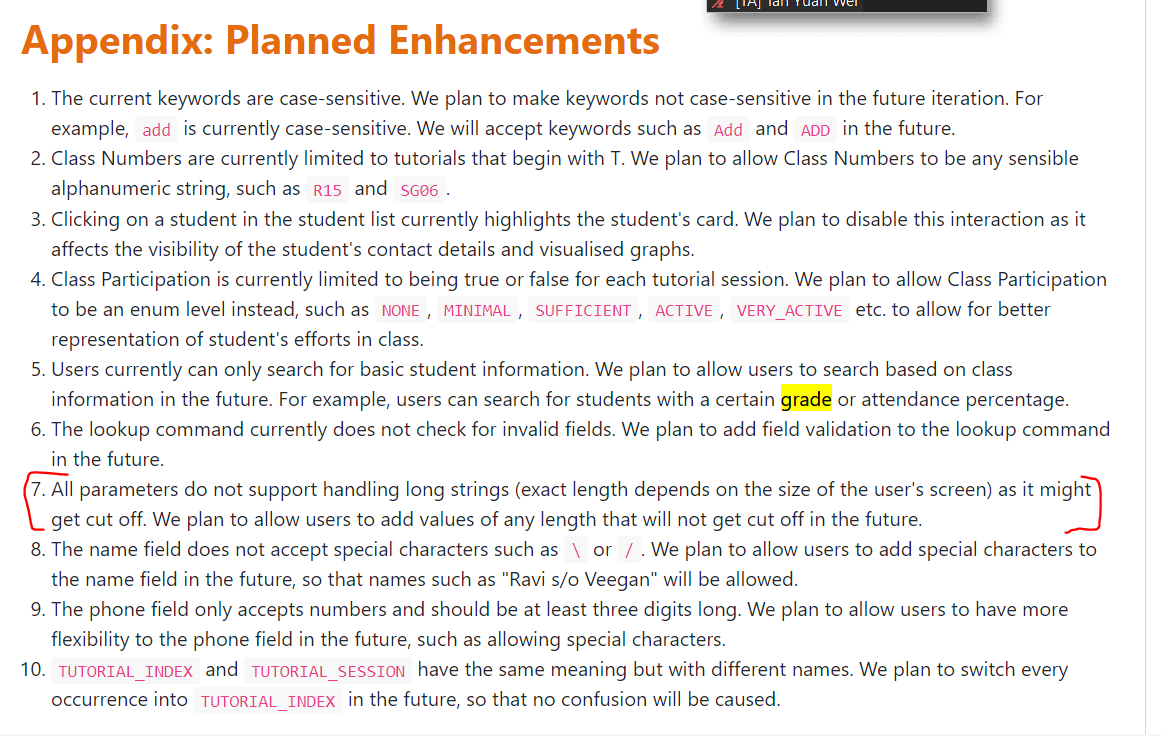 [TA] Tan Yuan Wei
Appendix: Planned Enhancements
1. The current keywords are case-sensitive. We plan to make keywords not case-sensitive in the future iteration. For
example, add is currently case-sensitive. We will accept keywords such as Add and ADD in the future.
2. Class Numbers are currently limited to tutorials that begin with T. We plan to allow Class Numbers to be any sensible
alphanumeric string, such as R15 and SG06 .
3. Clicking on a student in the student list currently highlights the student's card. We plan to disable this interaction as it
affects the visibility of the student's contact details and visualised graphs.
4. Class Participation is currently limited to being true or false for each tutorial session. We plan to allow Class Participation
to be an enum level instead, such as NONE , MINIMAL , SUFFICIENT , ACTIVE , VERY_ACTIVE etc. to allow for better
representation of student's efforts in class.
5. Users currently can only search for basic student information. We plan to allow users to search based on class
information in the future. For example, users can search for students with a certain grade or attendance percentage.
6. The lookup command currently does not check for invalid fields. We plan to add field validation to the lookup command
in the future.
7. All parameters do not support handling long strings (exact length depends on the size of the user's screen) as it might
get cut off. We plan to allow users to add values of any length that will not get cut off in the future.
8. The name field does not accept special characters such as \ or / . We plan to allow users to add special characters to
the name field in the future, so that names such as "Ravi s/o Veegan" will be allowed.
9. The phone field only accepts numbers and should be at least three digits long. We plan to allow users to have more
flexibility to the phone field in the future, such as allowing special characters.
10. TUTORIAL_INDEX and TUTORIAL_SESSION have the same meaning but with different names. We plan to switch every
occurrence into TUTORIAL_INDEX in the future, so that no confusion will be caused.